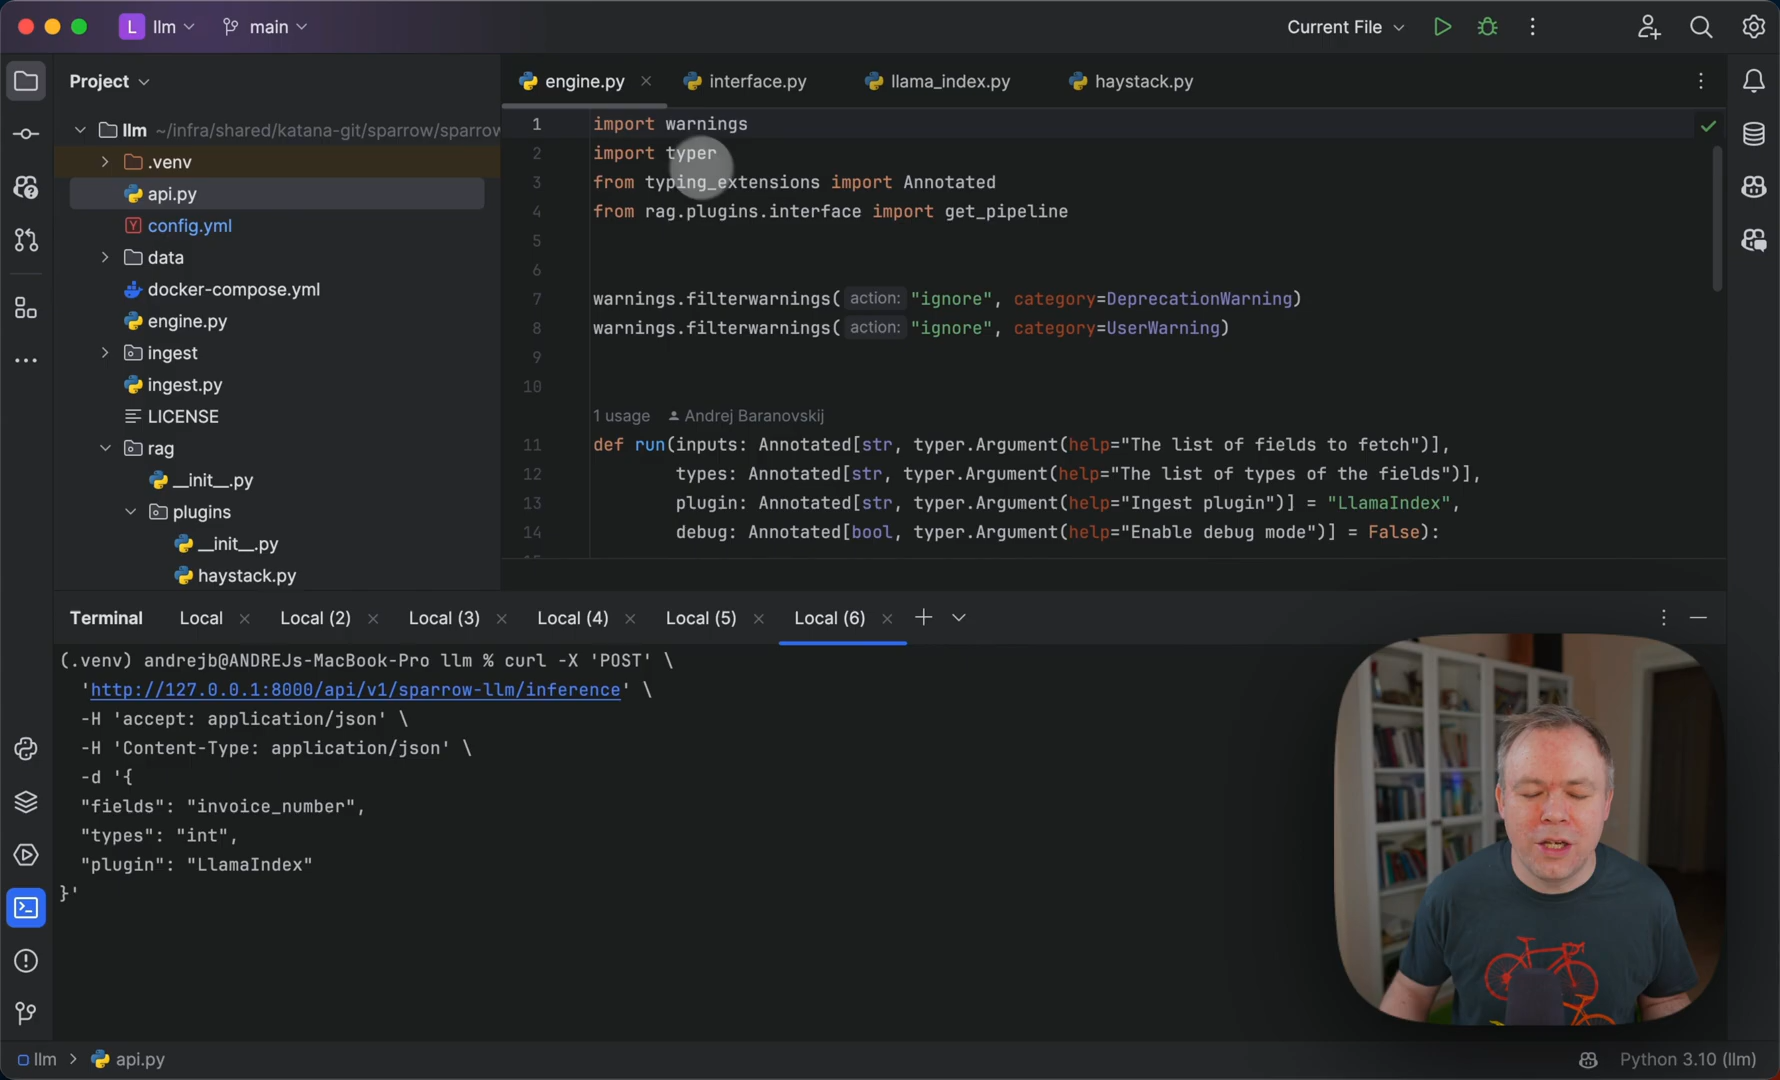 L llm main Current File
Project
llm ~/infra/shared/katana-git/sparrow/sparrow
.venv
api.py
config.yml
data
docker-compose.yml
engine.py
ingest
ingest.py
LICENSE
rag
__init__.py
plugins
__init__.py
haystack.py
engine.py interface.py llama_index.py haystack.py
1 import warnings
2 import typer
3 from typing_extensions import Annotated
4 from rag.plugins.interface import get_pipeline
5
6
7 warnings.filterwarnings( action: "ignore", category=DeprecationWarning)
8 warnings.filterwarnings( action: "ignore", category=UserWarning)
9
10
1 usage Andrej Baranovskij
11 def run(inputs: Annotated[str, typer.Argument(help="The list of fields to fetch")],
12 types: Annotated[str, typer.Argument(help="The list of types of the fields")],
13 plugin: Annotated[str, typer.Argument(help="Ingest plugin")] = "LlamaIndex",
14 debug: Annotated[bool, typer.Argument(help="Enable debug mode")] = False):
Terminal Local Local (2) Local (3) Local (4) Local (5) Local (6)
(.venv) andrejb@ANDREJs-MacBook-Pro llm % curl -X 'POST' \
'http://127.0.0.1:8000/api/v1/sparrow-llm/inference' \
-H 'accept: application/json' \
-H 'Content-Type: application/json' \
-d '{
"fields": "invoice_number",
"types": "int",
"plugin": "LlamaIndex"
}'
llm > api.py
Python 3.10 (llm)